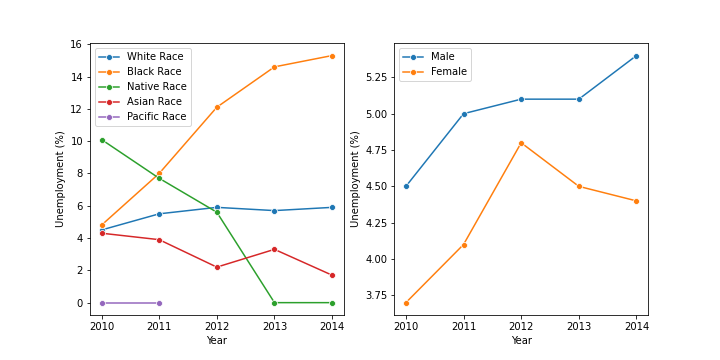 16
14
12
10
8
6
4
2
0
Unemployment (%)
White Race
Black Race
Native Race
Asian Race
Pacific Race
2010 2011 2012 2013 2014
Year
5.25
5.00
4.75
4.50
4.25
4.00
3.75
Unemployment (%)
Male
Female
2010 2011 2012 2013 2014
Year